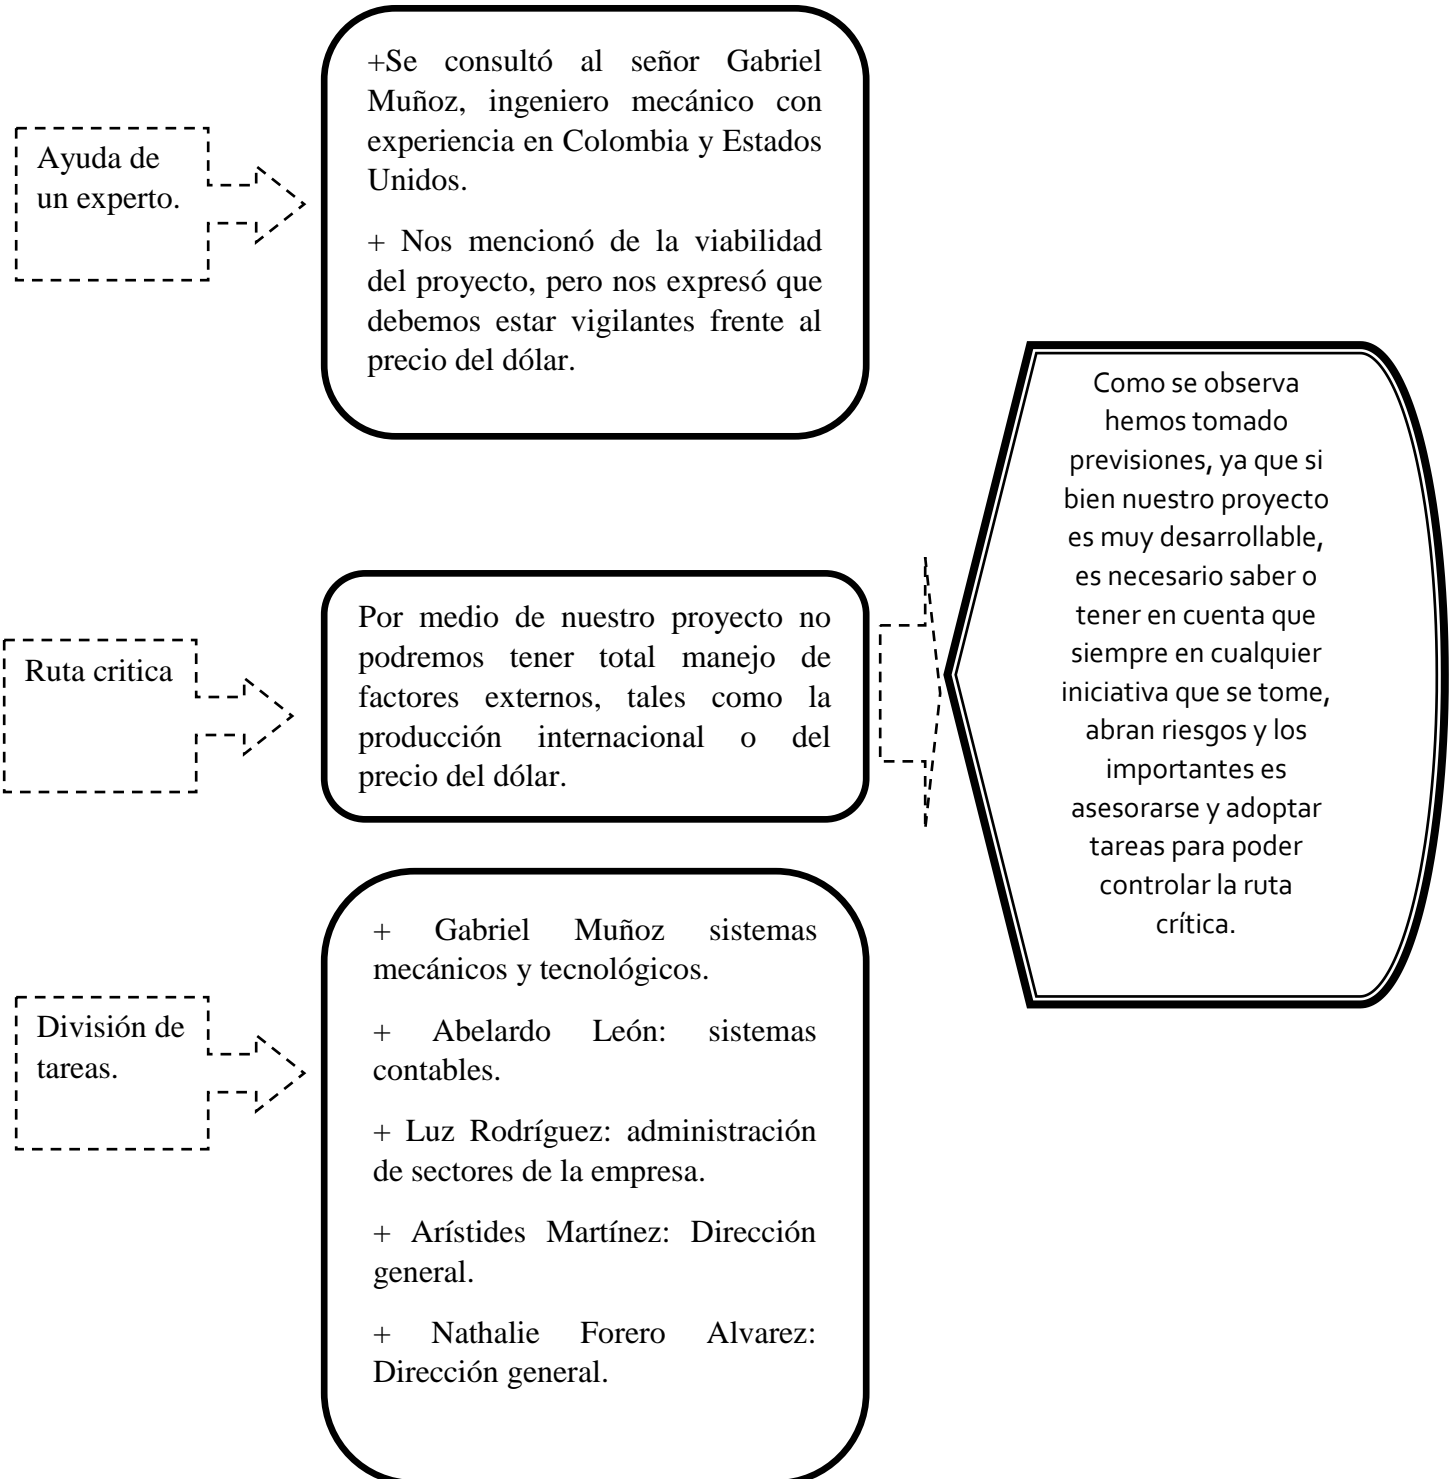 Ayuda de
un experto.
+Se consultó al señor Gabriel
Muñoz, ingeniero mecánico con
experiencia en Colombia y Estados
Unidos.
+ Nos mencionó de la viabilidad
del proyecto, pero nos expresó que
debemos estar vigilantes frente al
precio del dólar.
Ruta critica
Por medio de nuestro proyecto no
podremos tener total manejo de
factores externos, tales como la
producción internacional o del
precio del dólar.
Como se observa
hemos tomado
previsiones, ya que si
bien nuestro proyecto
es muy desarrollable,
es necesario saber o
tener en cuenta que
siempre en cualquier
iniciativa que se tome,
abran riesgos y los
importantes es
asesorarse y adoptar
tareas para poder
controlar la ruta
crítica.
División de
tareas.
+ Gabriel Muñoz sistemas
mecánicos y tecnológicos.
+ Abelardo León: sistemas
contables.
+ Luz Rodríguez: administración
de sectores de la empresa.
+ Arístides Martínez: Dirección
general.
+ Nathalie Forero Alvarez:
Dirección general.